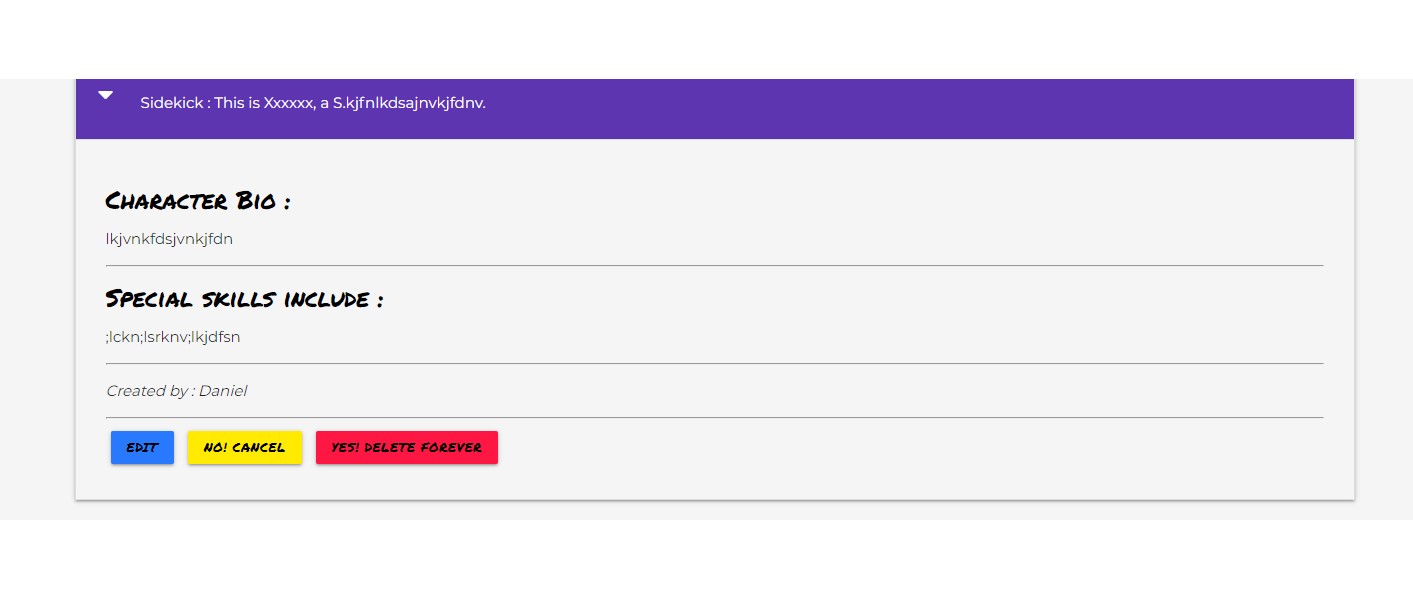 Sidekick : This is Xxxxxx, a S.kjfnlkdsajnvkjfdnv.
Character Bio :
lkjvnkfdsjvnkjfdn
Special skills include :
;lckn;lsrknv;lkjdfsn
Created by : Daniel
EDIT NO! CANCEL YES! DELETE FOREVER